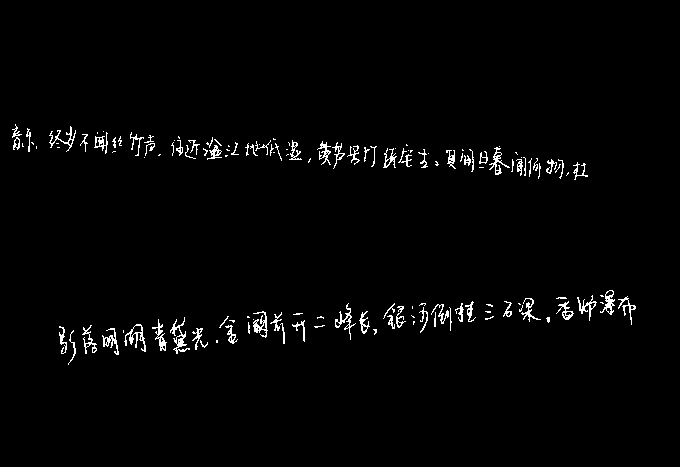 音乐,终岁不闻丝竹声.住近湓江地低湿,黄芦苦竹绕宅生。其间旦暮闻何物,杜
影落明湖青黛光.金阙前开二峰长,银河倒挂三石梁。香炉瀑布